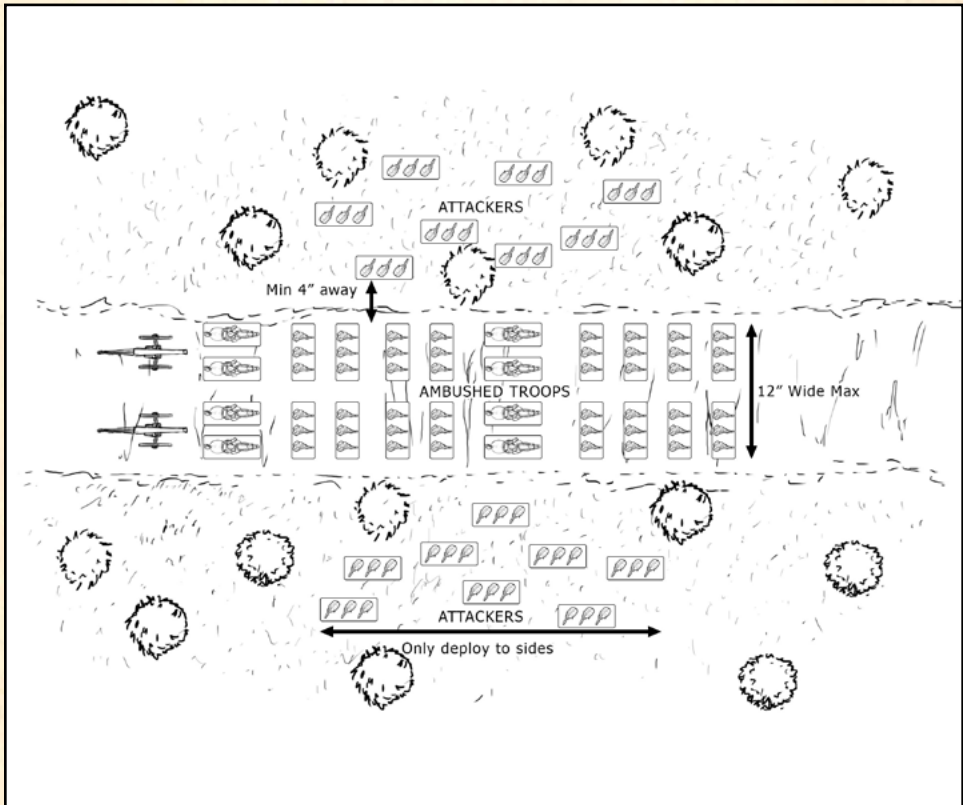 ATTACKERS
Min 4” away
AMBUSHED TROOPS
12” Wide Max
ATTACKERS
Only deploy to sides